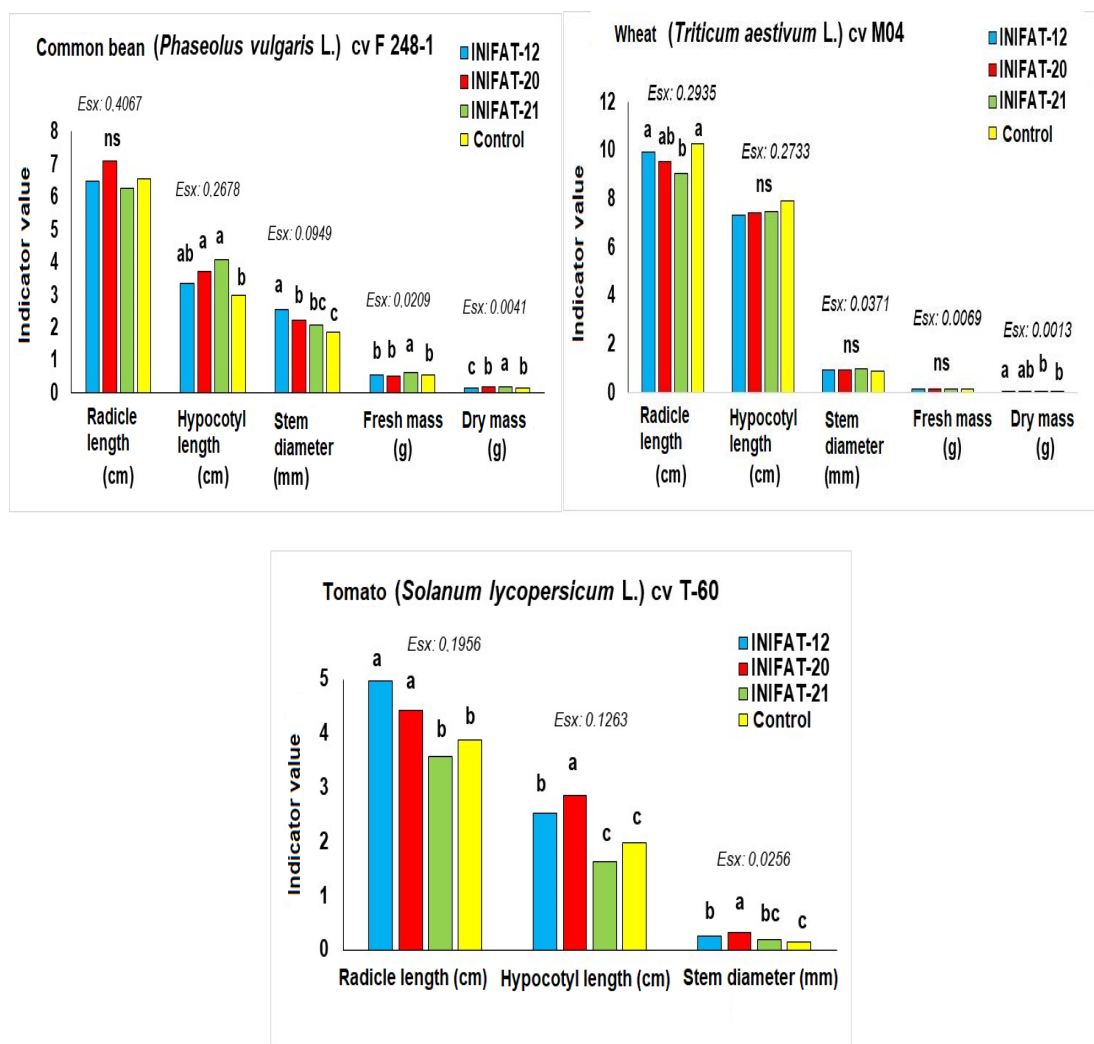 Common bean (Phaseolus vulgaris L.) cv F 248-1
INIFAT-12
INIFAT-20
INIFAT-21
Control
Esx: 0,4067
Esx: 0,2678
Esx: 0.0949
Esx: 0,0209
Esx: 0.0041
Indicator value
8
7
6
5
4
3
2
1
0
ns
ab a a b
a b bc c
b b a b
c b a b
Radicle length (cm)
Hypocotyl length (cm)
Stem diameter (mm)
Fresh mass (g)
Dry mass (g)
Wheat (Triticum aestivum L.) cv M04
INIFAT-12
INIFAT-20
INIFAT-21
Control
Esx: 0.2935
Esx: 0.2733
Esx: 0.0371
Esx: 0.0069
Esx: 0.0013
Indicator value
12
10
8
6
4
2
0
a ab b a
ns
ns
ns
a ab b b
Radicle length (cm)
Hypocotyl length (cm)
Stem diameter (mm)
Fresh mass (g)
Dry mass (g)
Tomato (Solanum lycopersicum L.) cv T-60
INIFAT-12
INIFAT-20
INIFAT-21
Control
Esx: 0,1956
Esx: 0.1263
Esx: 0,0256
Indicator value
5
4
3
2
1
0
a a b b
b a c c
b a bc c
Radicle length (cm)
Hypocotyl length (cm)
Stem diameter (mm)